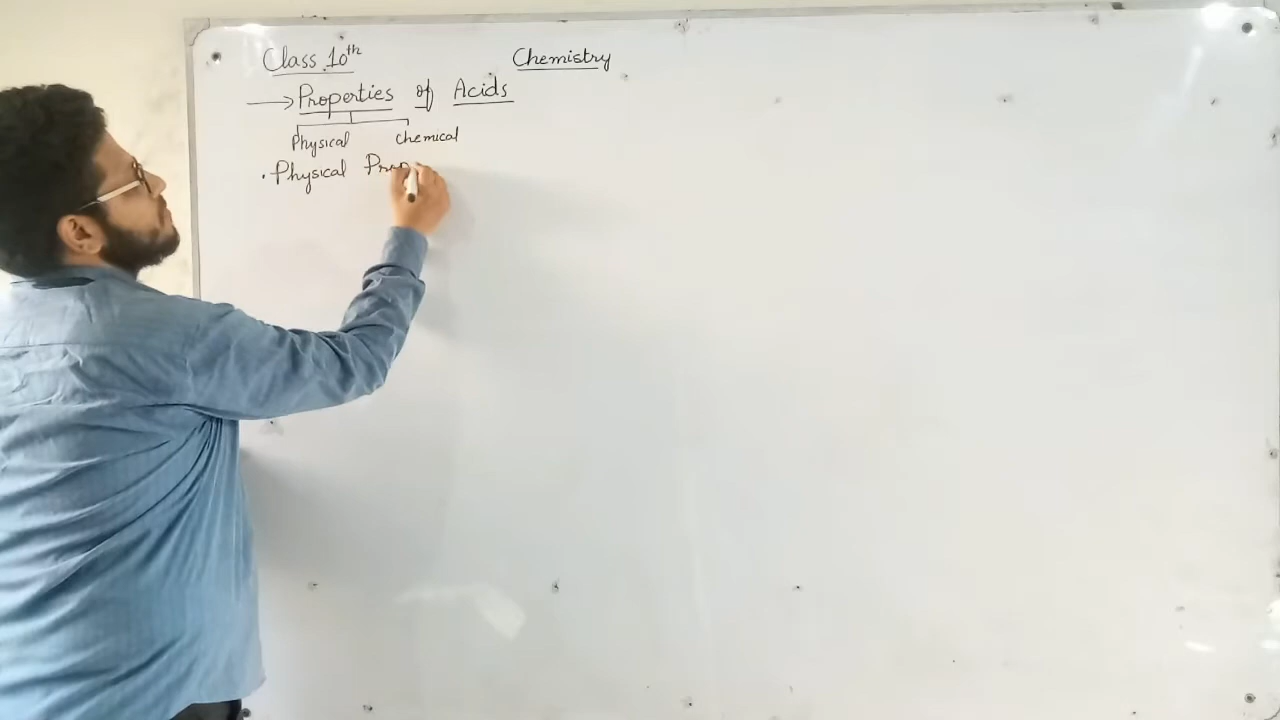 Class 10th Chemistry
→ Properties of Acids
Physical chemical
. Physical Prop